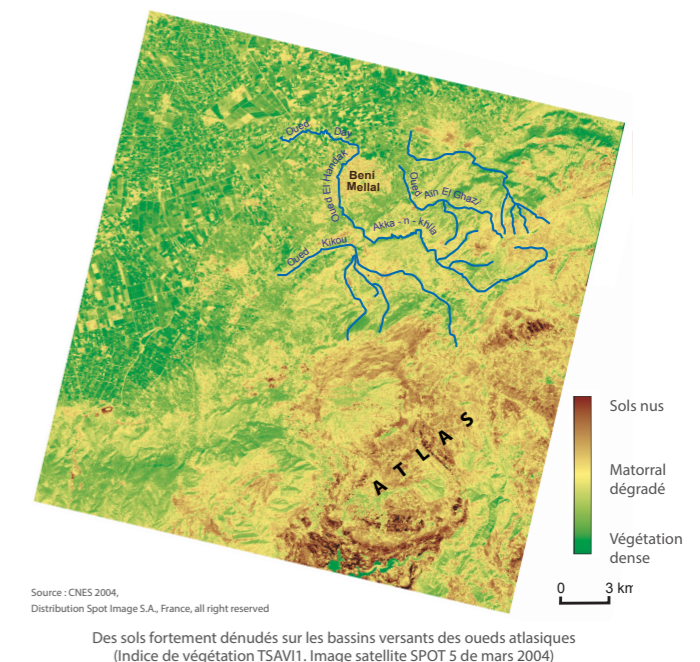 Oued Day
Oued El Handak
Beni
Mellal
Oued Ain El Ghazi
Akka - n - khla
Oued Kikou
ATLAS
Sols nus
Matorral
dégradé
Végétation
dense
0 3 km
Source : CNES 2004,
Distribution Spot Image S.A., France, all right reserved
Des sols fortement dénudés sur les bassins versants des oueds atlasiques
(Indice de végétation TSAVI1. Image satellite SPOT 5 de mars 2004)